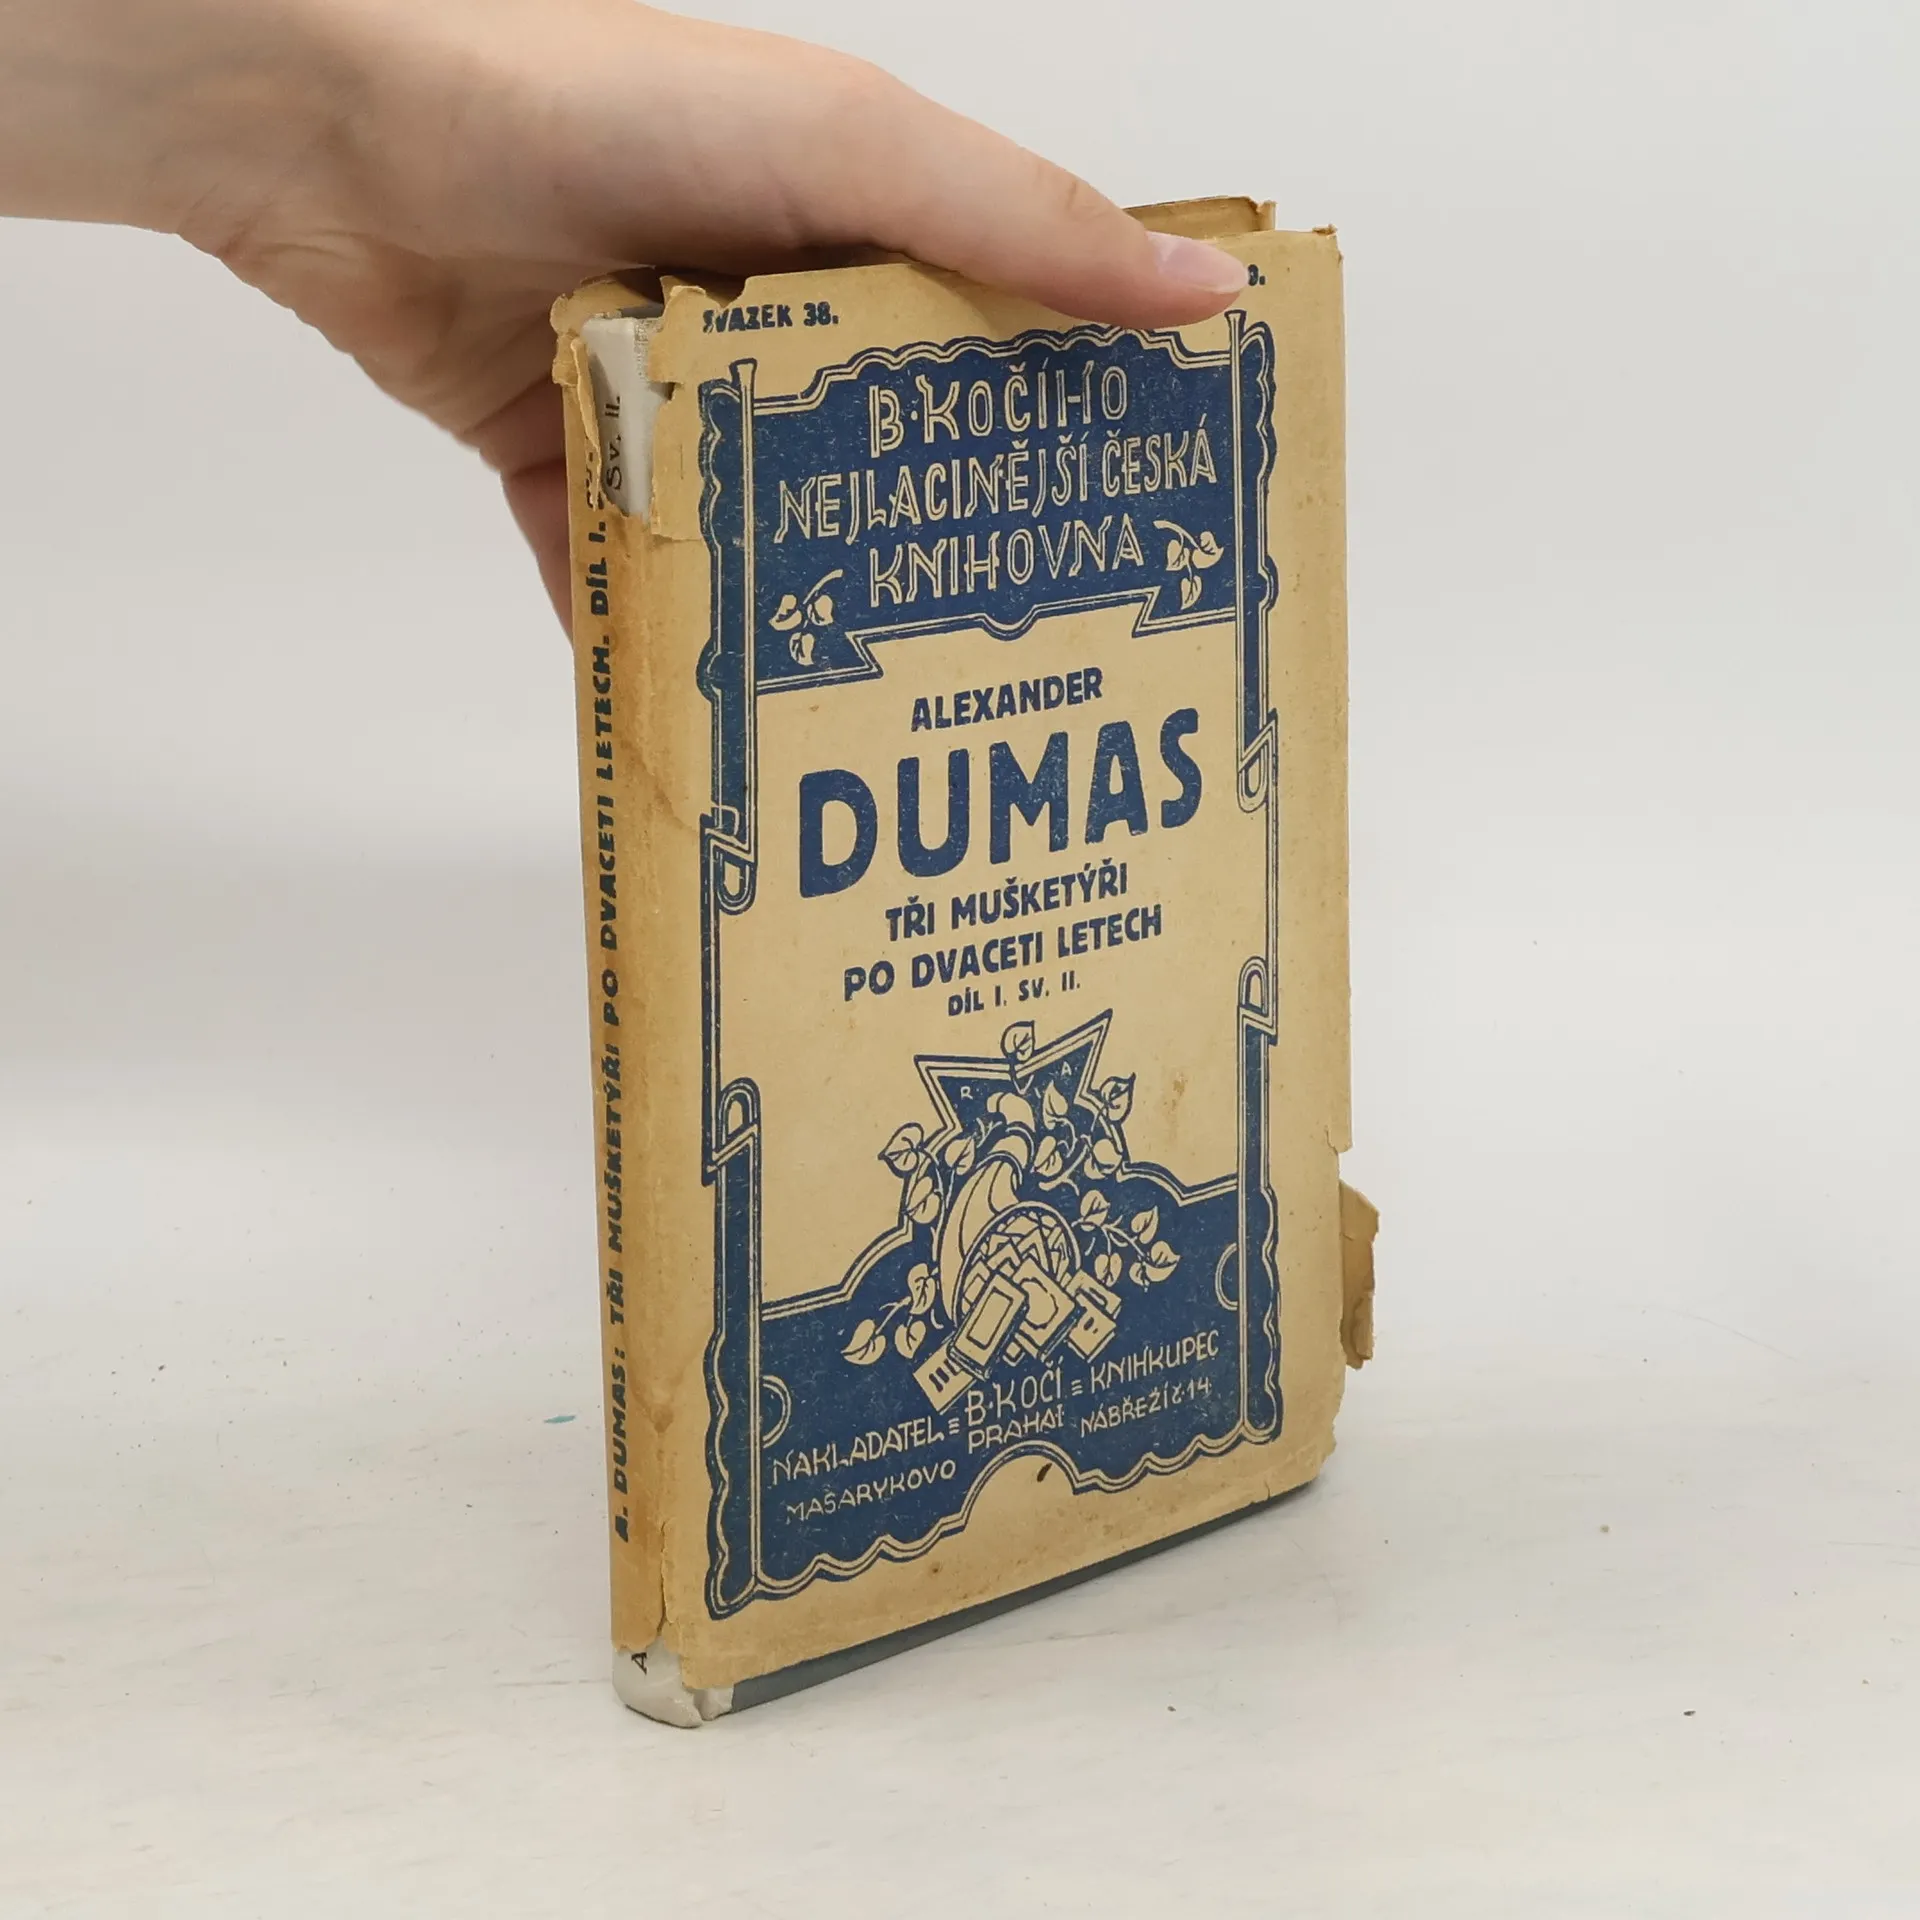 SVAZEK 38.
B. KOČÍHO
NEJLACINĚJŠÍ ČESKÁ
KNIHOVNA
ALEXANDER
DUMAS
TŘI MUŠKETÝŘI
PO DVACETI LETECH
DÍL I. SV. II.
NAKLADATEL = B. KOČÍ = KNIHKUPEC
MASARYKOVO PRAHA I NÁBŘEŽÍ č. 14
A. DUMAS: TŘI MUŠKETÝŘI PO DVACETI LETECH. DÍL I.
Sv. II.
A